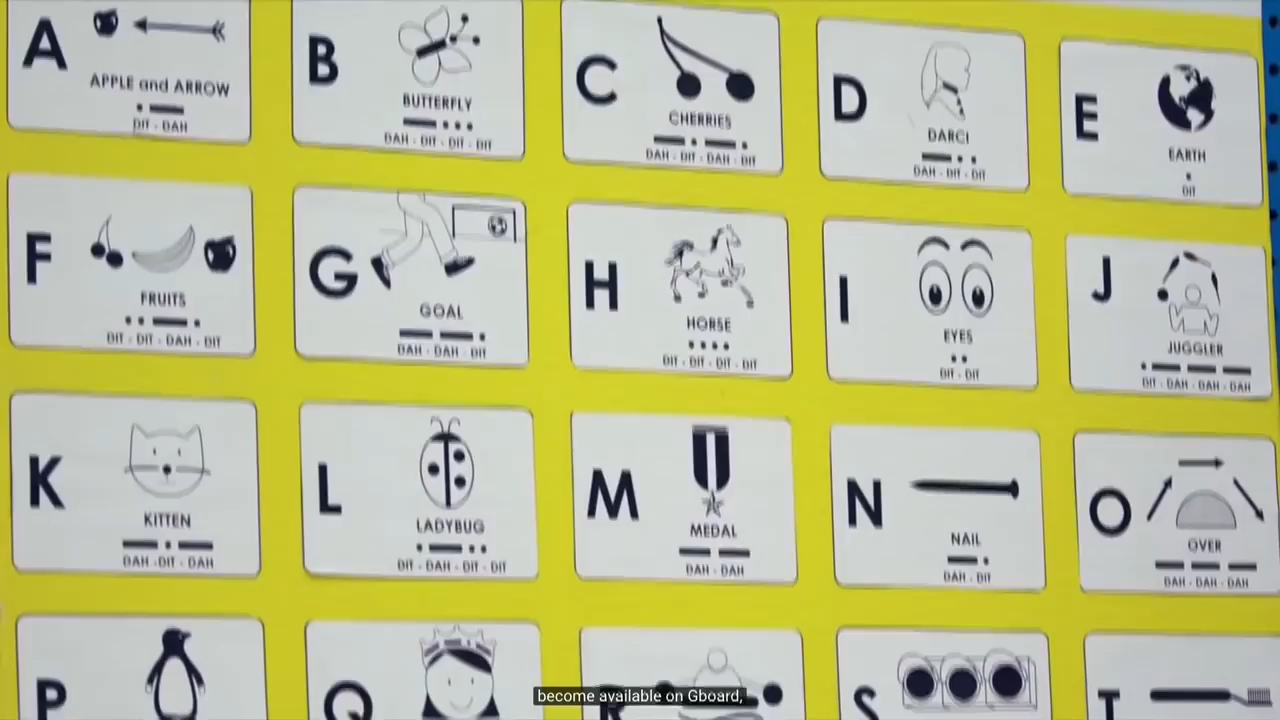 A
APPLE and ARROW
DIT - DAH
B
BUTTERFLY
DAH - DIT - DIT - DIT
C
CHERRIES
DAH - DIT - DAH - DIT
D
DARCI
DAH - DIT - DIT
E
EARTH
DIT
F
FRUITS
DIT - DIT - DAH - DIT
G
GOAL
DAH - DAH - DIT
H
HORSE
DIT - DIT - DIT - DIT
I
EYES
DIT - DIT
J
JUGGLER
DIT - DAH - DAH - DAH
K
KITTEN
DAH - DIT - DAH
L
LADYBUG
DIT - DAH - DIT - DIT
M
MEDAL
DAH - DAH
N
NAIL
DAH - DIT
O
OVER
DAH - DAH - DAH
P
Q
R
S
T
become available on Gboard,